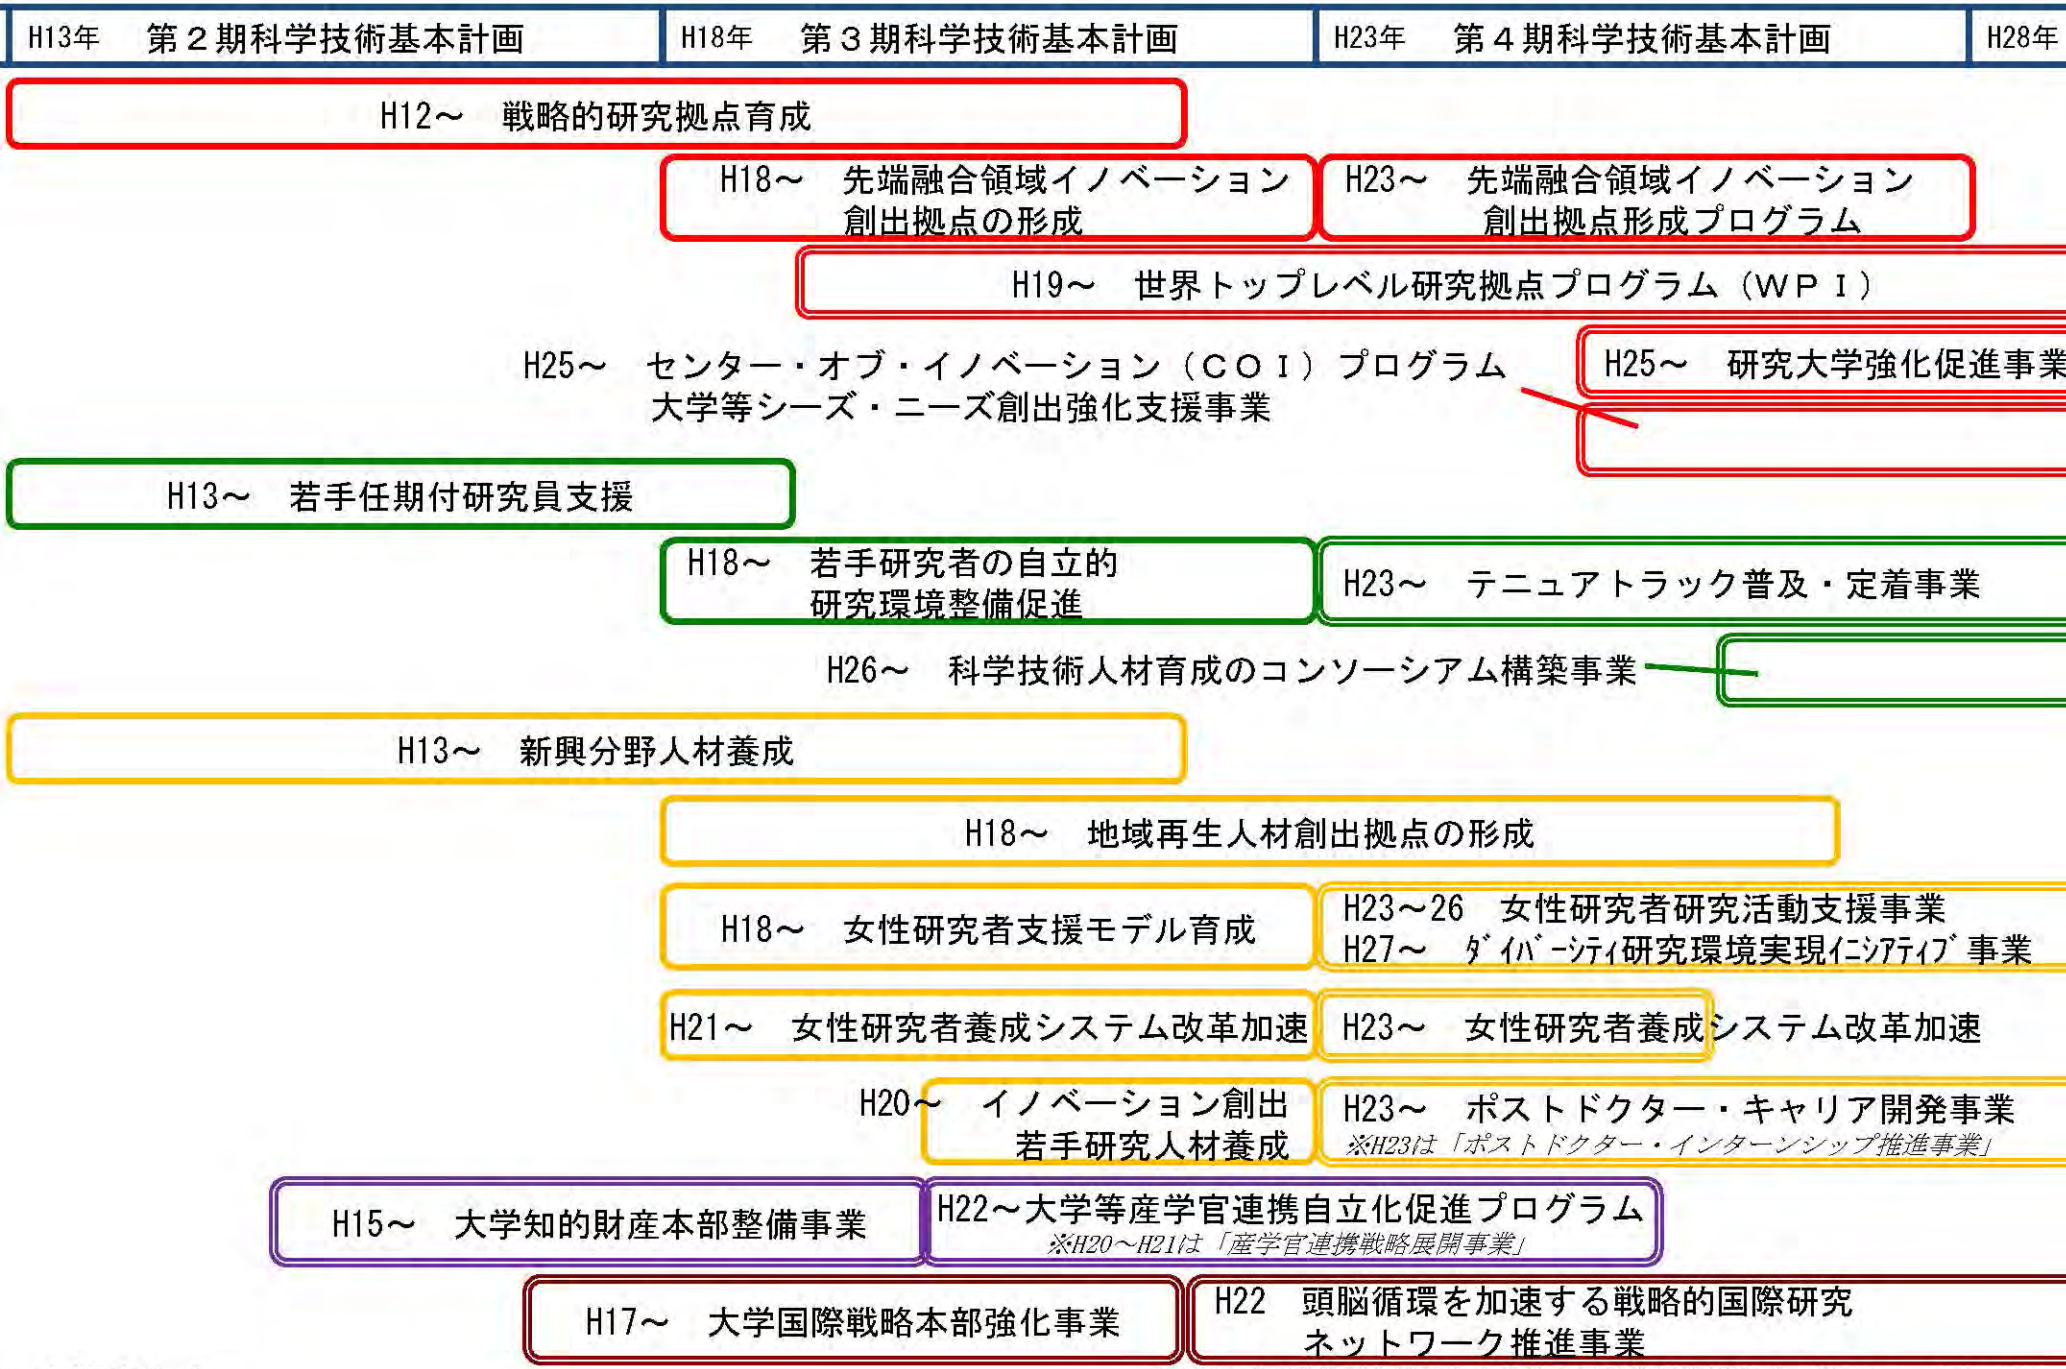 H13年 第２期科学技術基本計画 H18年 第３期科学技術基本計画 H23年 第４期科学技術基本計画 H28年
H12～ 戦略的研究拠点育成
H18～ 先端融合領域イノベーション
創出拠点の形成
H23～ 先端融合領域イノベーション
創出拠点形成プログラム
H19～ 世界トップレベル研究拠点プログラム（ＷＰＩ）
H25～ センター・オブ・イノベーション（ＣＯＩ）プログラム
大学等シーズ・ニーズ創出強化支援事業
H25～ 研究大学強化促進事業
H13～ 若手任期付研究員支援
H18～ 若手研究者の自立的
研究環境整備促進
H23～ テニュアトラック普及・定着事業
H26～ 科学技術人材育成のコンソーシアム構築事業
H13～ 新興分野人材養成
H18～ 地域再生人材創出拠点の形成
H18～ 女性研究者支援モデル育成
H23～26 女性研究者研究活動支援事業
H27～ ﾀﾞｲﾊﾞｰｼﾃｨ研究環境実現ｲﾆｼｱﾃｨﾌﾞ事業
H21～ 女性研究者養成システム改革加速
H23～ 女性研究者養成システム改革加速
H20～ イノベーション創出
若手研究人材養成
H23～ ポストドクター・キャリア開発事業
※H23は「ポストドクター・インターンシップ推進事業」
H15～ 大学知的財産本部整備事業
H22～大学等産学官連携自立化促進プログラム
※H20～H21は「産学官連携戦略展開事業」
H17～ 大学国際戦略本部強化事業
H22 頭脳循環を加速する戦略的国際研究
ネットワーク推進事業